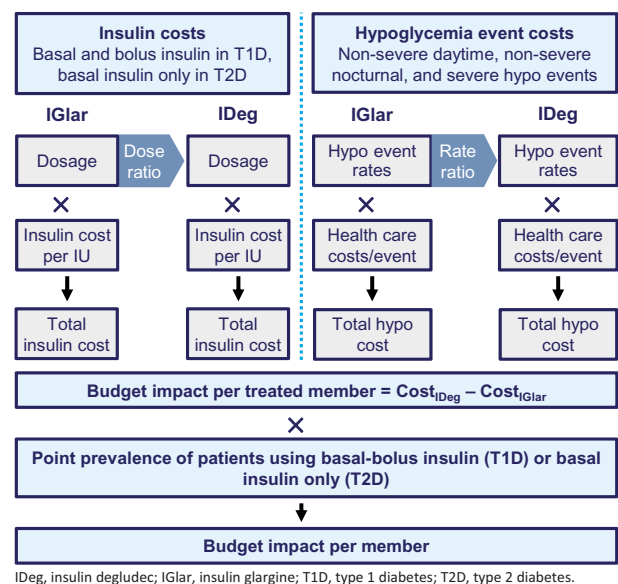 Insulin costs
Basal and bolus insulin in T1D,
basal insulin only in T2D
Hypoglycemia event costs
Non-severe daytime, non-severe
nocturnal, and severe hypo events
IGlar
IDeg
IGlar
IDeg
Dosage
Dose
ratio
Dosage
Hypo event
rates
Rate
ratio
Hypo event
rates
×
×
×
×
Insulin cost
per IU
Insulin cost
per IU
Health care
costs/event
Health care
costs/event
Total
insulin cost
Total
insulin cost
Total hypo
cost
Total hypo
cost
Budget impact per treated member = CostIDeg – CostIGlar
×
Point prevalence of patients using basal-bolus insulin (T1D) or basal
insulin only (T2D)
Budget impact per member
IDeg, insulin degludec; IGlar, insulin glargine; T1D, type 1 diabetes; T2D, type 2 diabetes.